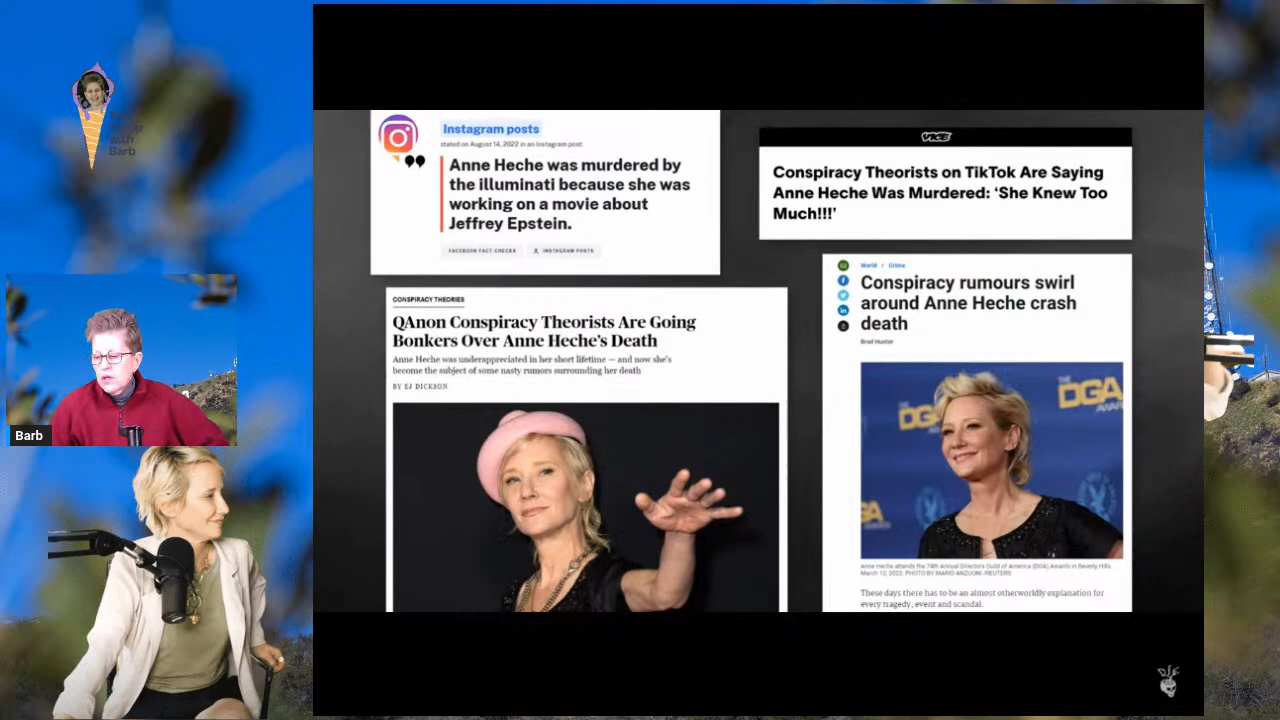 with
Barb
Barb
Instagram posts
stated on August 14, 2022 in an Instagram post:
Anne Heche was murdered by
the illuminati because she was
working on a movie about
Jeffrey Epstein.
FACEBOOK FACT-CHECKS
INSTAGRAM POSTS
VICE
Conspiracy Theorists on TikTok Are Saying
Anne Heche Was Murdered: ‘She Knew Too
Much!!!’
CONSPIRACY THEORIES
QAnon Conspiracy Theorists Are Going
Bonkers Over Anne Heche’s Death
Anne Heche was underappreciated in her short lifetime — and now she’s
become the subject of some nasty rumors surrounding her death
BY EJ DICKSON
World / Crime
Conspiracy rumours swirl
around Anne Heche crash
death
Brad Hunter
THE
DGA
AWAR
DG
GA
Anne Heche attends the 74th Annual Directors Guild of America (DGA) Awards in Beverly Hills
March 12, 2022. PHOTO BY MARIO ANZUONI /REUTERS
These days there has to be an almost otherworldly explanation for
every tragedy, event and scandal.